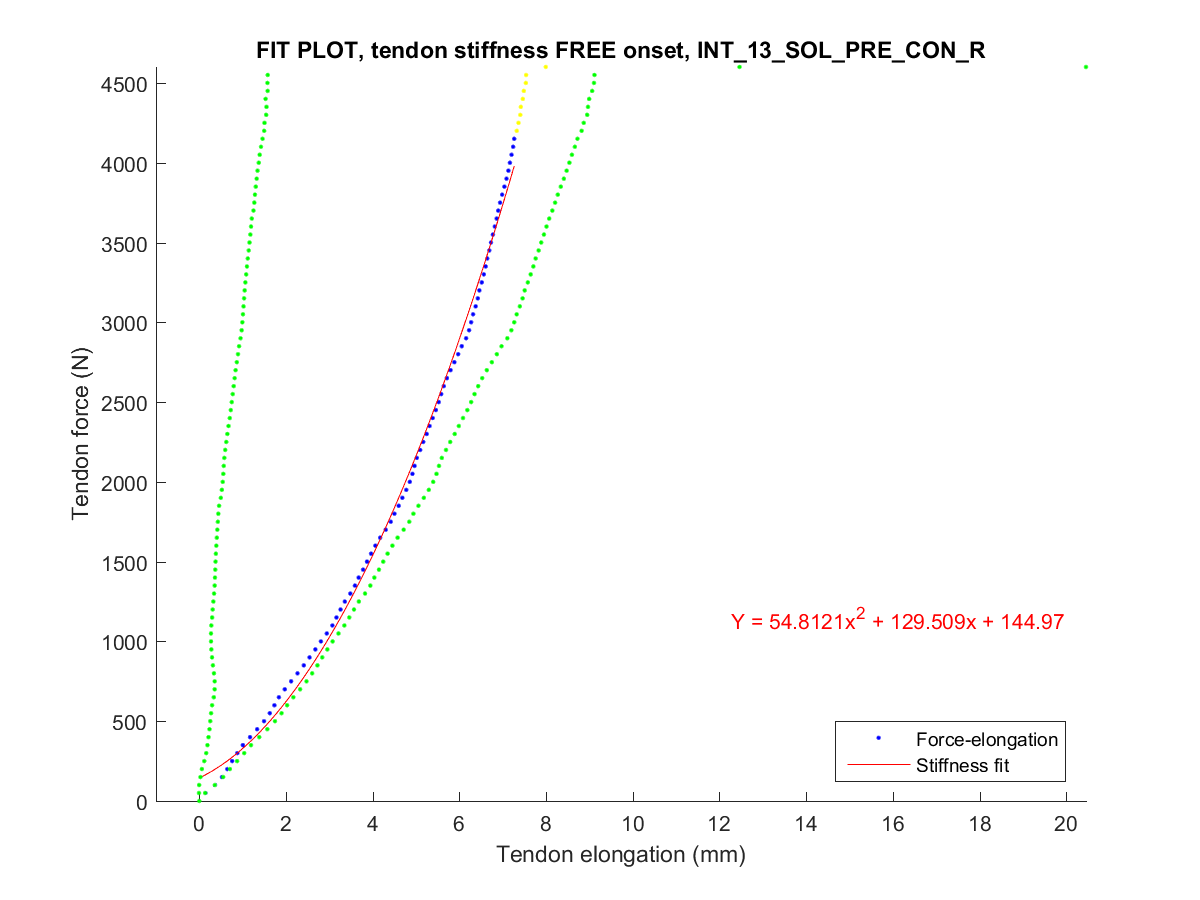 FIT PLOT, tendon stiffness FREE onset, INT_13_SOL_PRE_CON_R
4500
4000
3500
3000
2500
2000
1500
1000
500
0
Tendon force (N)
Y = 54.8121x² + 129.509x + 144.97
Force-elongation
Stiffness fit
0 2 4 6 8 10 12 14 16 18 20
Tendon elongation (mm)